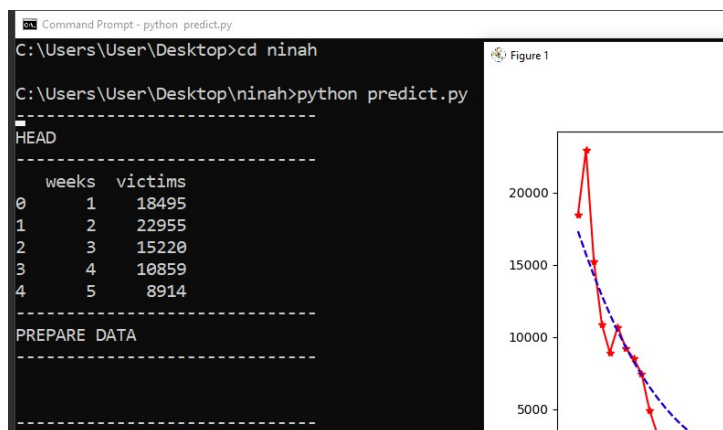 Command Prompt - python predict.py
C:\Users\User\Desktop>cd ninah
C:\Users\User\Desktop\ninah>python predict.py
------------------------------
HEAD
------------------------------
   weeks  victims
0      1    18495
1      2    22955
2      3    15220
3      4    10859
4      5     8914
------------------------------
PREPARE DATA
------------------------------
------------------------------
Figure 1
20000
15000
10000
5000